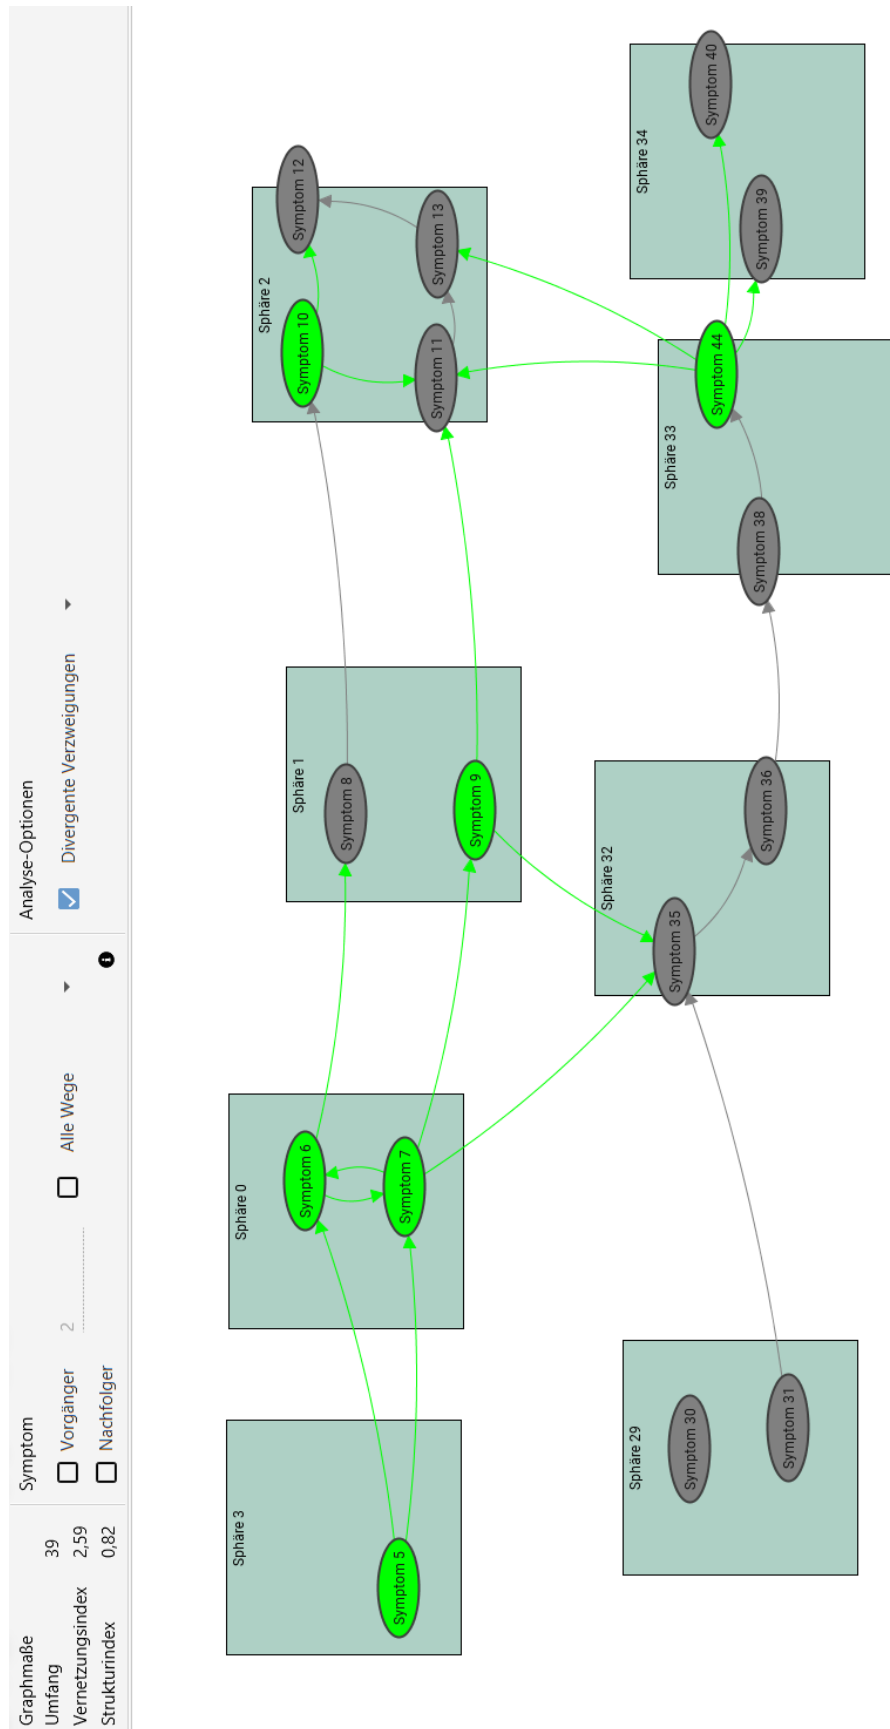 Graphmaße
Umfang 39
Vernetzungsindex 2,59
Strukturindex 0,82
Symptom
Vorgänger 2
Nachfolger
Alle Wege
Analyse-Optionen
Divergente Verzweigungen
Sphäre 3
Symptom 5
Sphäre 0
Symptom 6
Symptom 7
Sphäre 1
Symptom 8
Symptom 9
Sphäre 2
Symptom 10
Symptom 12
Symptom 11
Symptom 13
Sphäre 29
Symptom 30
Symptom 31
Sphäre 32
Symptom 35
Symptom 36
Sphäre 33
Symptom 38
Symptom 44
Sphäre 34
Symptom 40
Symptom 39